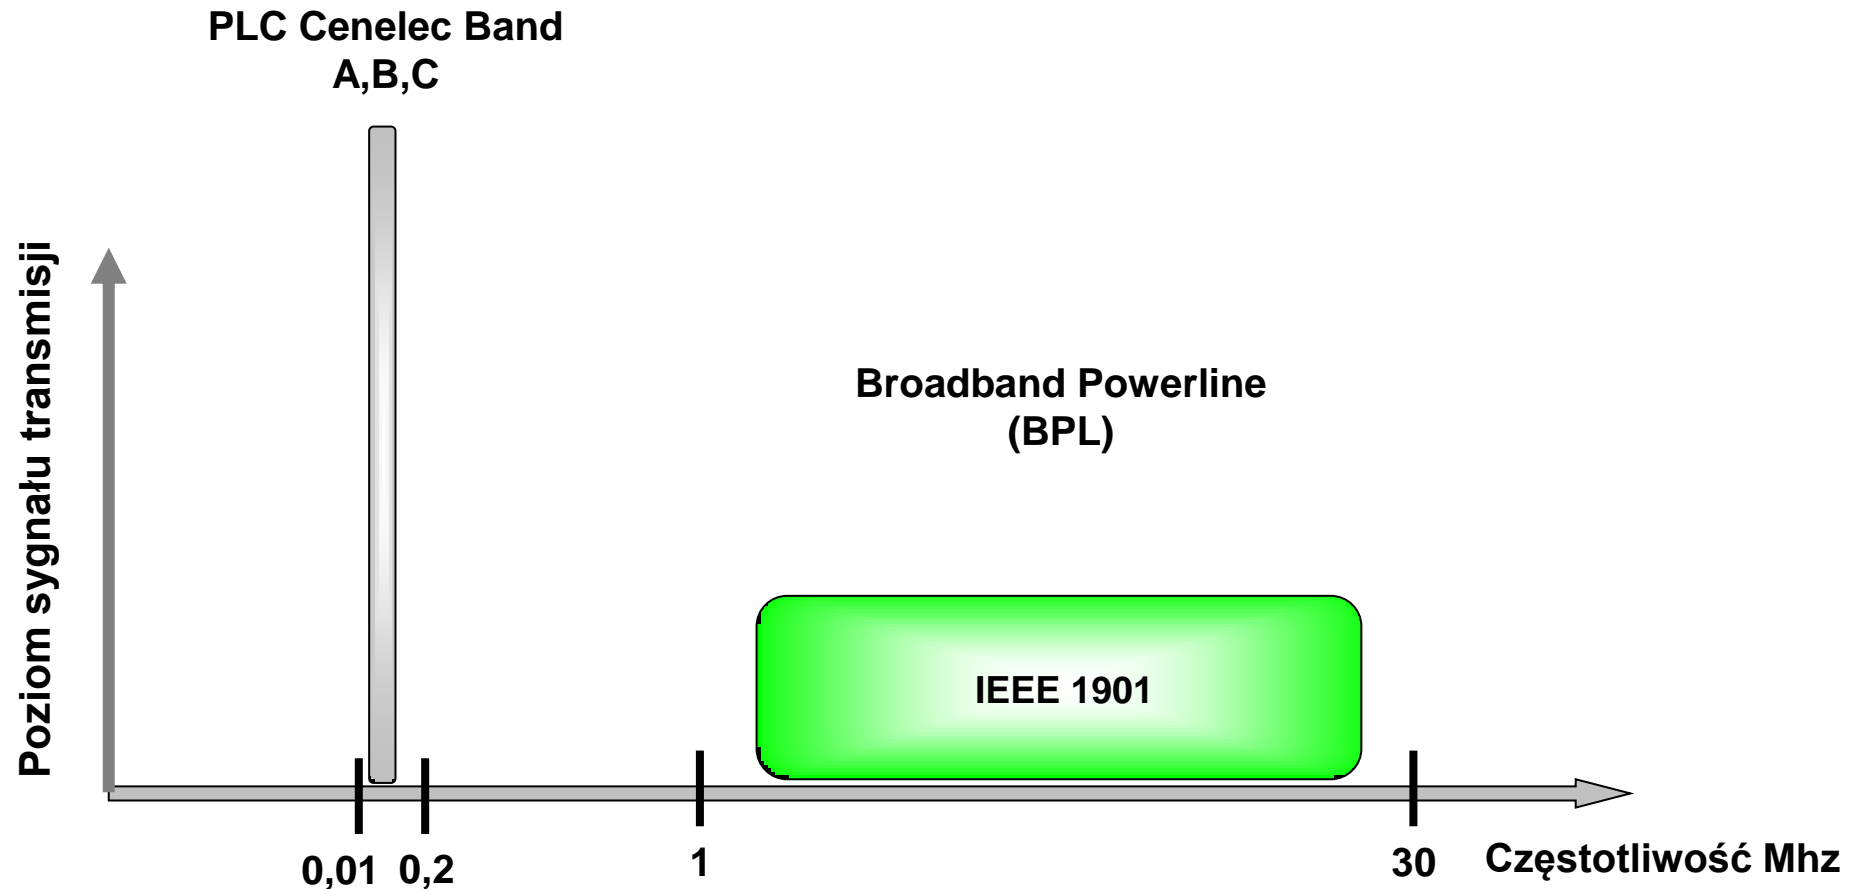 PLC Cenelec Band
A,B,C
Poziom sygnału transmisji
Broadband Powerline
(BPL)
IEEE 1901
0,01
0,2
1
30
Częstotliwość Mhz